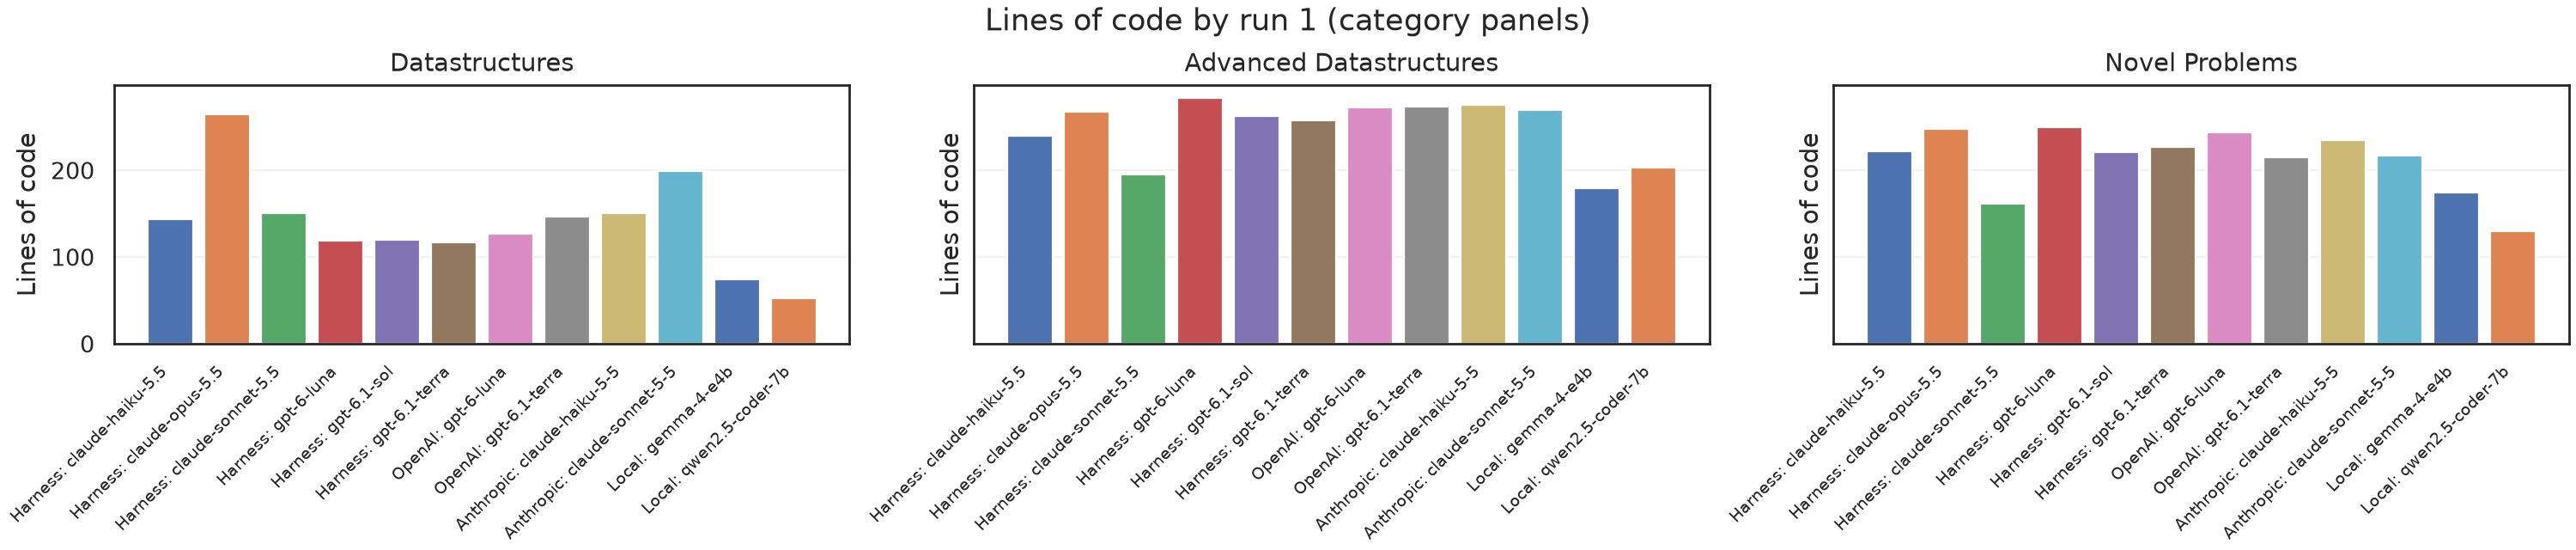 Lines of code by run 1 (category panels)
Datastructures
Lines of code
200
100
0
Harness: claude-haiku-5.5
Harness: claude-opus-5.5
Harness: claude-sonnet-5.5
Harness: gpt-6-luna
Harness: gpt-6.1-sol
Harness: gpt-6.1-terra
OpenAI: gpt-6-luna
OpenAI: gpt-6.1-terra
Anthropic: claude-haiku-5-5
Anthropic: claude-sonnet-5-5
Local: gemma-4-e4b
Local: qwen2.5-coder-7b
Advanced Datastructures
Lines of code
Harness: claude-haiku-5.5
Harness: claude-opus-5.5
Harness: claude-sonnet-5.5
Harness: gpt-6-luna
Harness: gpt-6.1-sol
Harness: gpt-6.1-terra
OpenAI: gpt-6-luna
OpenAI: gpt-6.1-terra
Anthropic: claude-haiku-5-5
Anthropic: claude-sonnet-5-5
Local: gemma-4-e4b
Local: qwen2.5-coder-7b
Novel Problems
Lines of code
Harness: claude-haiku-5.5
Harness: claude-opus-5.5
Harness: claude-sonnet-5.5
Harness: gpt-6-luna
Harness: gpt-6.1-sol
Harness: gpt-6.1-terra
OpenAI: gpt-6-luna
OpenAI: gpt-6.1-terra
Anthropic: claude-haiku-5-5
Anthropic: claude-sonnet-5-5
Local: gemma-4-e4b
Local: qwen2.5-coder-7b